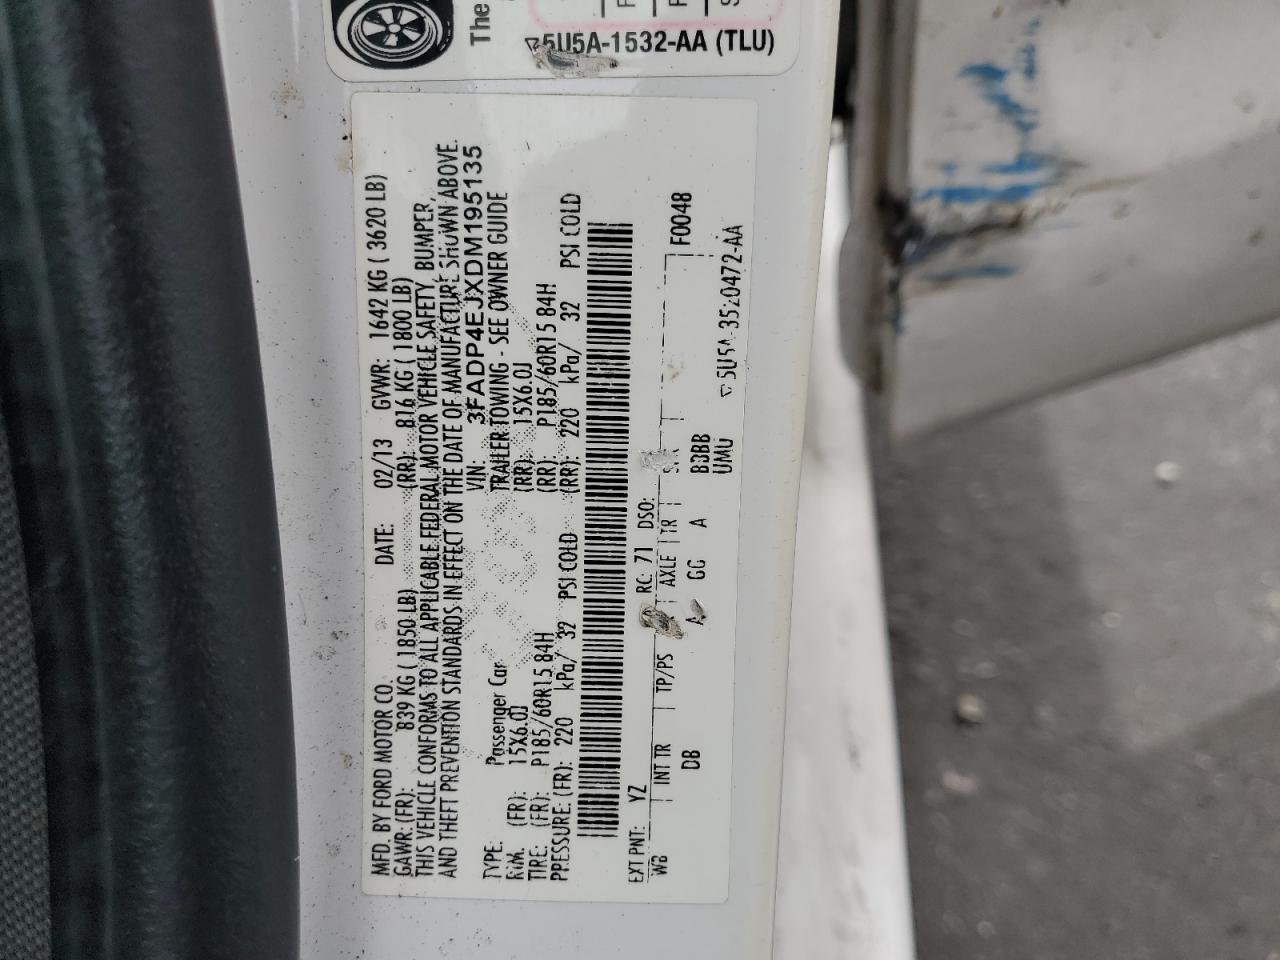 The
5U5A-1532-AA (TLU)
MFD. BY FORD MOTOR CO. DATE: 02/13 GVWR: 1642 KG ( 3620 LB)
GAWR: (FR): 839 KG ( 1850 LB) (RR): 816 KG ( 1800 LB)
THIS VEHICLE CONFORMS TO ALL APPLICABLE FEDERAL MOTOR VEHICLE SAFETY, BUMPER,
AND THEFT PREVENTION STANDARDS IN EFFECT ON THE DATE OF MANUFACTURE SHOWN ABOVE.
VIN: 3FADP4EJXDM195135
TYPE: Passenger Car TRAILER TOWING - SEE OWNER GUIDE
RIM: (FR): 15X6.0J (RR): 15X6.0J
TIRE: (FR): P185/60R15 84H (RR): P185/60R15 84H
PRESSURE: (FR): 220 kPa/ 32 PSI COLD (RR): 220 kPa/ 32 PSI COLD
EXT PNT: YZ RC: 71 DSO:
WB INT TR TP/PS AXLE TR F0048
DB A GG A B3BB
UMU
5U5A-3520472-AA